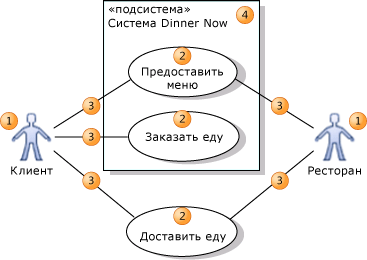 «подсистема»
Система Dinner Now
4
2
Предоставить
меню
3
3
1
2
1
3
Заказать еду
Клиент
Ресторан
3
3
2
Доставить еду